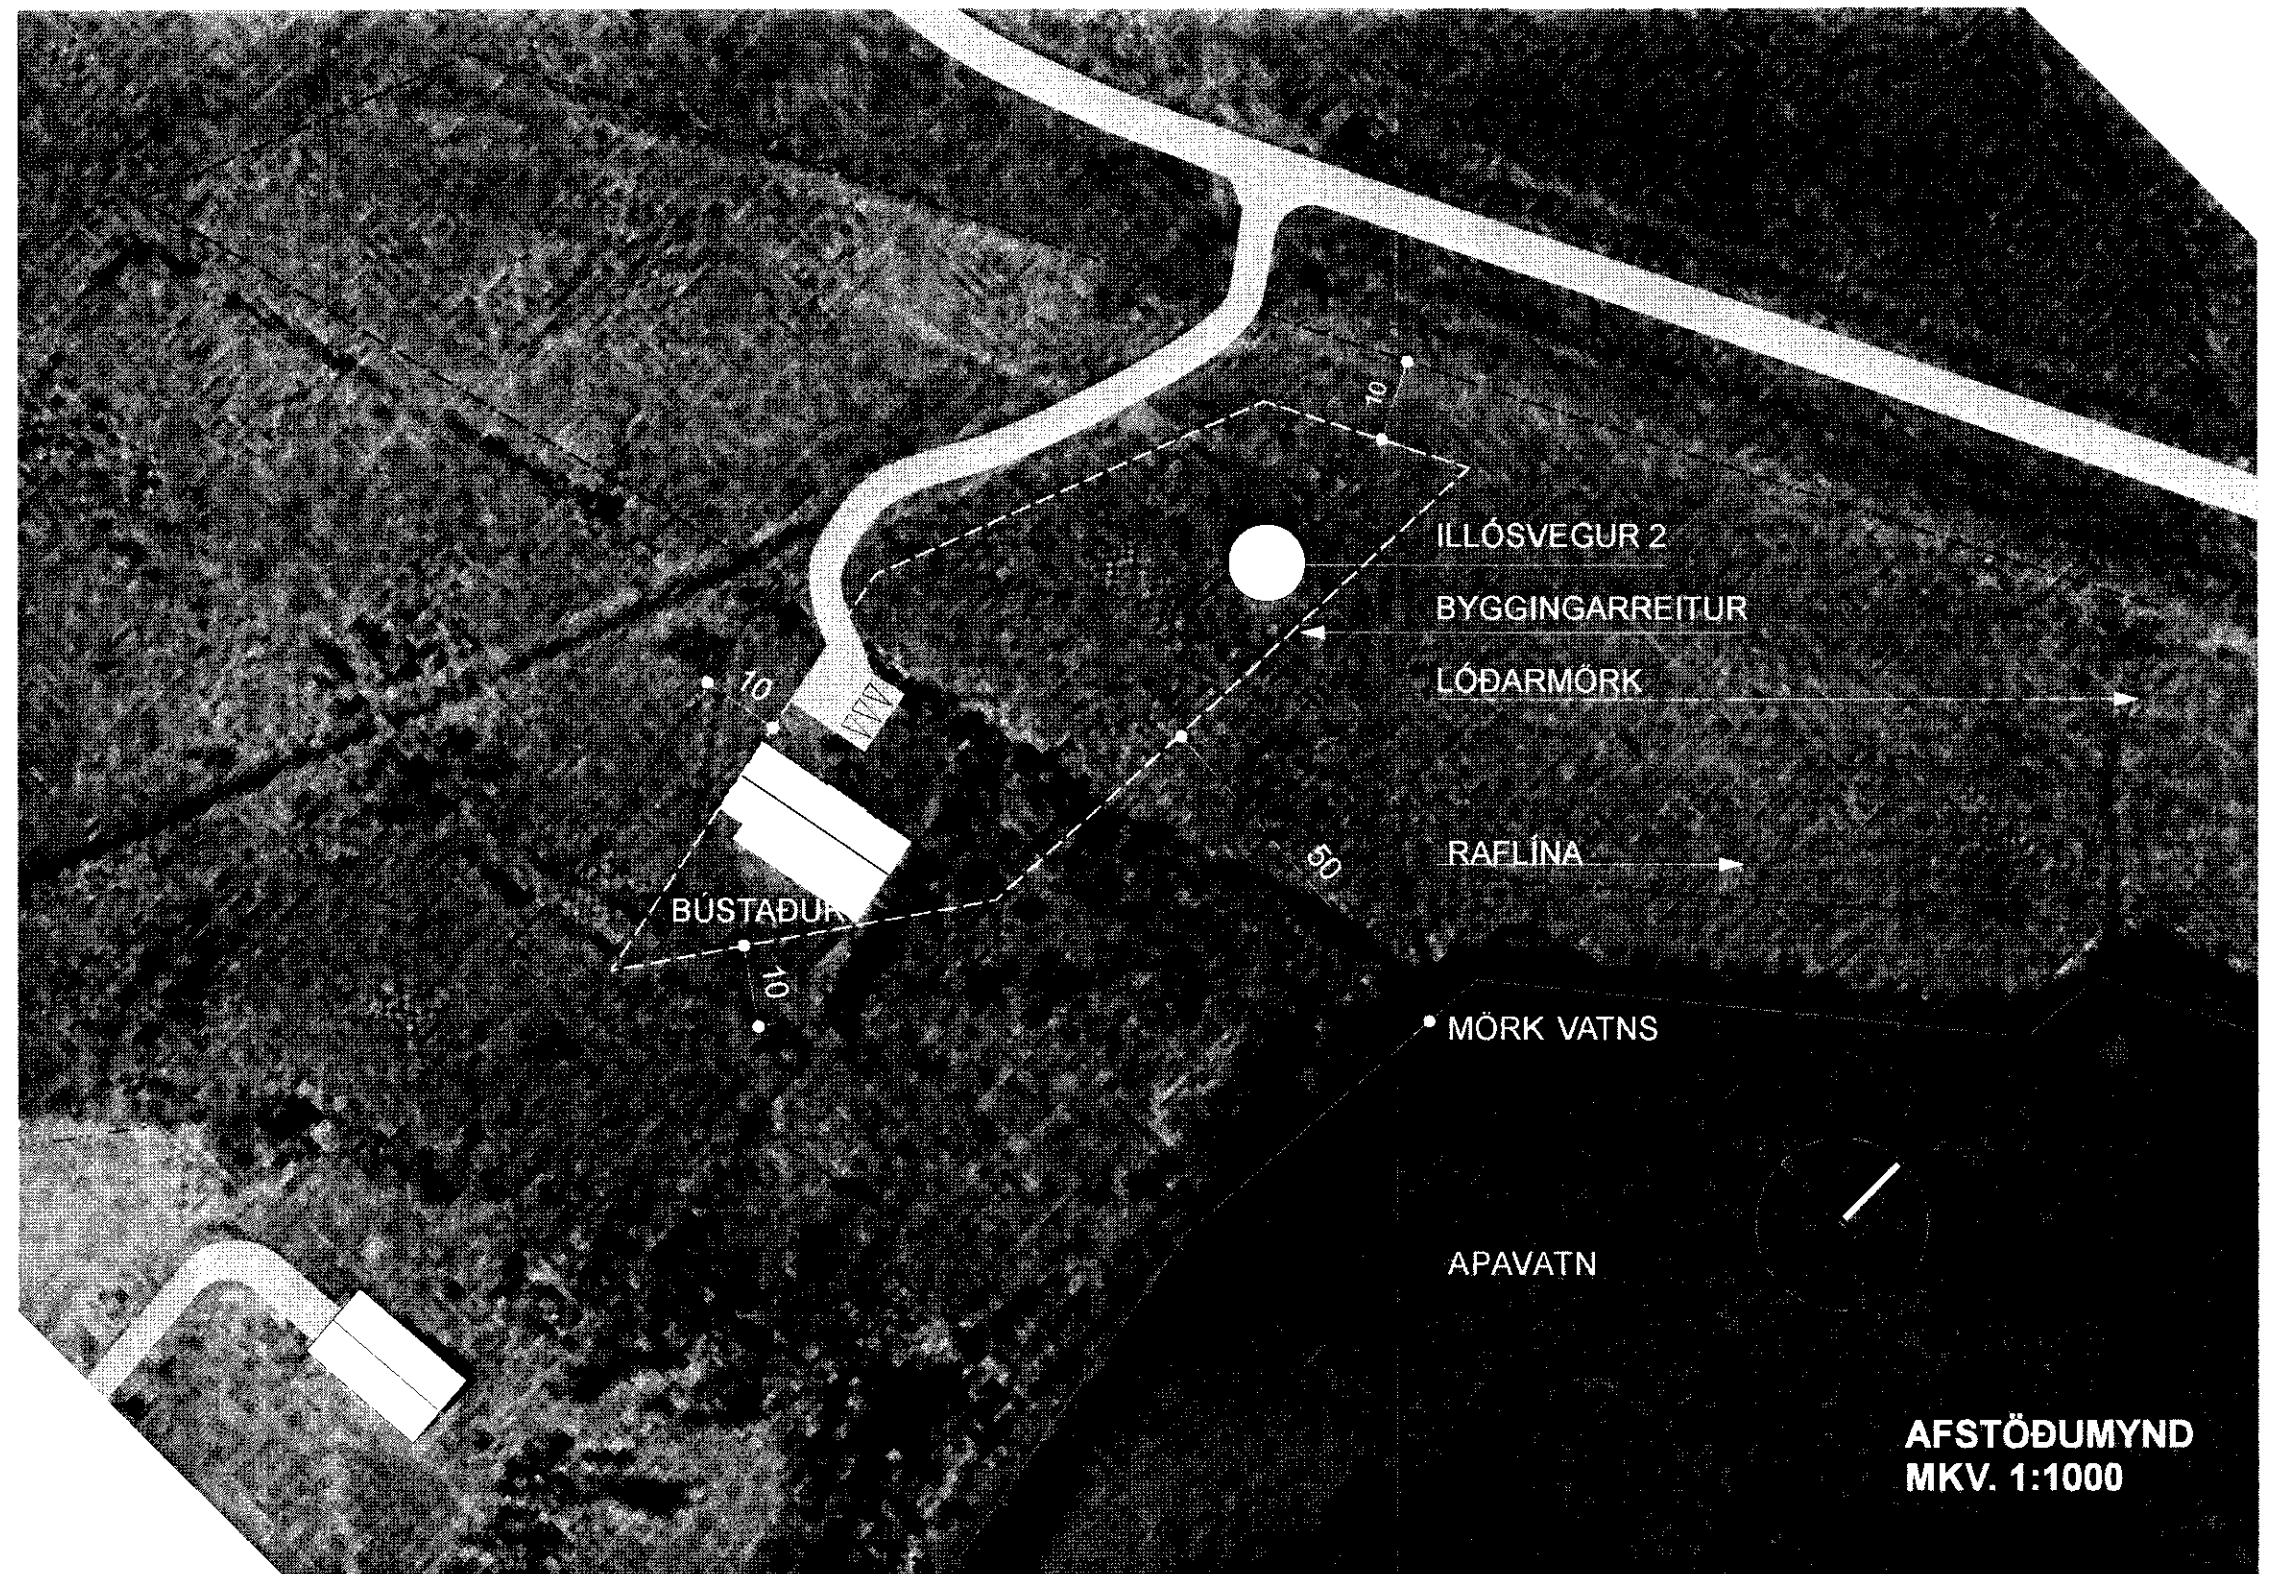 10
ILLÓSVEGUR 2
BYGGINGARREITUR
LÓÐARMÖRK
10
50
RAFLÍNA
BÚSTAÐUR
10
MÖRK VATNS
APAVATN
AFSTÖÐUMYND
MKV. 1:1000